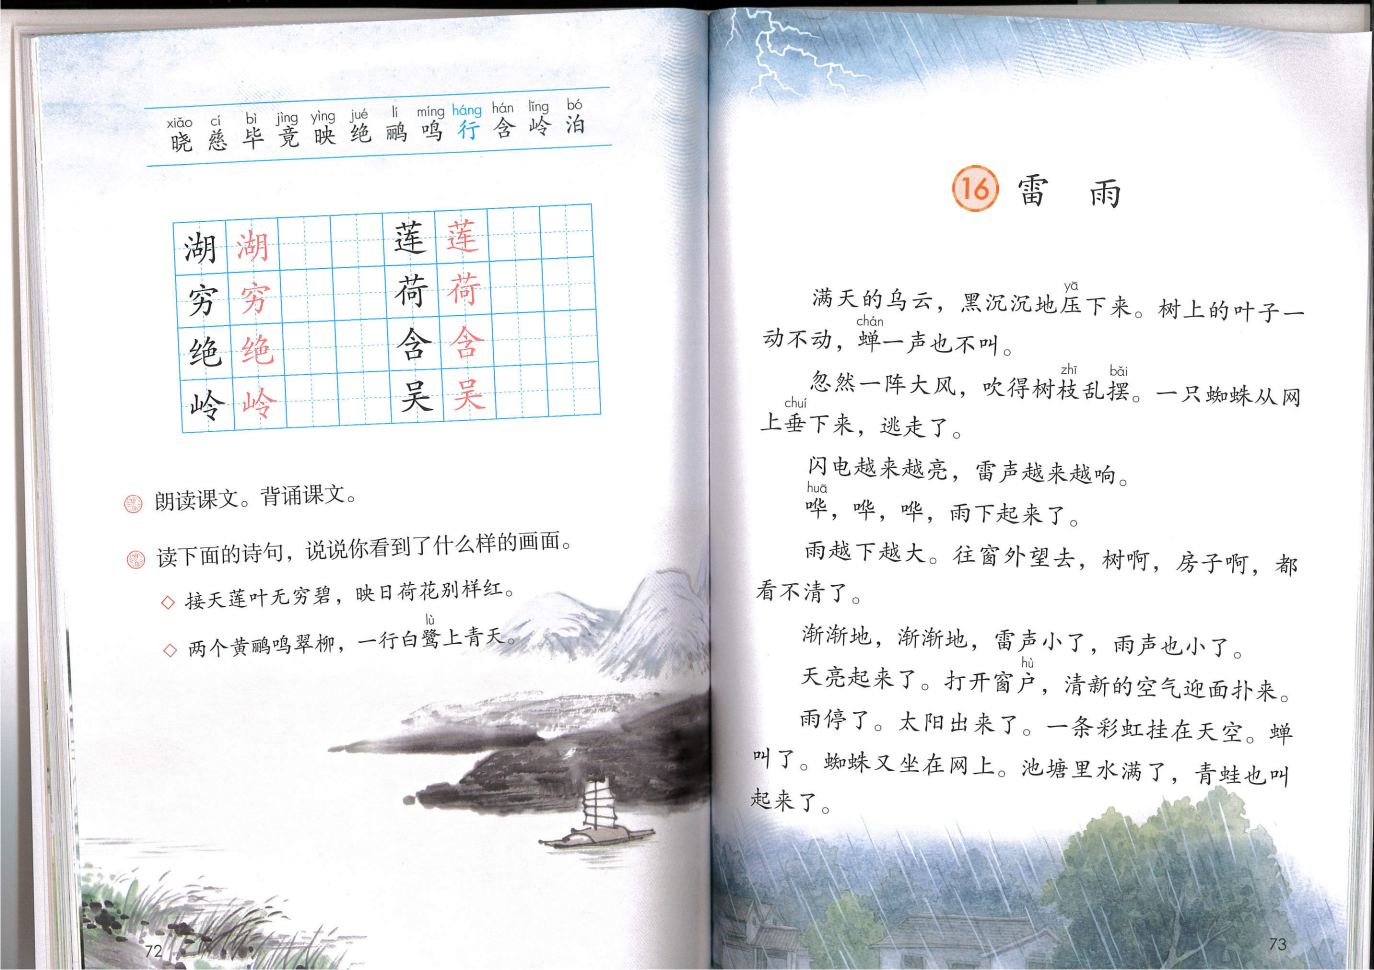 xiǎo cí bì jìng yìng jué lí míng háng hán lǐng bó
晓 慈 毕 竟 映 绝 鹂 鸣 行 含 岭 泊
湖 湖 莲 莲
穷 穷 荷 荷
绝 绝 含 含
岭 岭 吴 吴
朗读课文。背诵课文。
读下面的诗句，说说你看到了什么样的画面。
◇ 接天莲叶无穷碧，映日荷花别样红。
lù
◇ 两个黄鹂鸣翠柳，一行白鹭上青天。
72
16 雷 雨
yā
满天的乌云，黑沉沉地压下来。树上的叶子一
chán
动不动，蝉一声也不叫。
zhī bǎi
忽然一阵大风，吹得树枝乱摆。一只蜘蛛从网
chuí
上垂下来，逃走了。
闪电越来越亮，雷声越来越响。
huā
哗，哗，哗，雨下起来了。
雨越下越大。往窗外望去，树啊，房子啊，都
看不清了。
渐渐地，渐渐地，雷声小了，雨声也小了。
hù
天亮起来了。打开窗户，清新的空气迎面扑来。
雨停了。太阳出来了。一条彩虹挂在天空。蝉
叫了。蜘蛛又坐在网上。池塘里水满了，青蛙也叫
起来了。
73